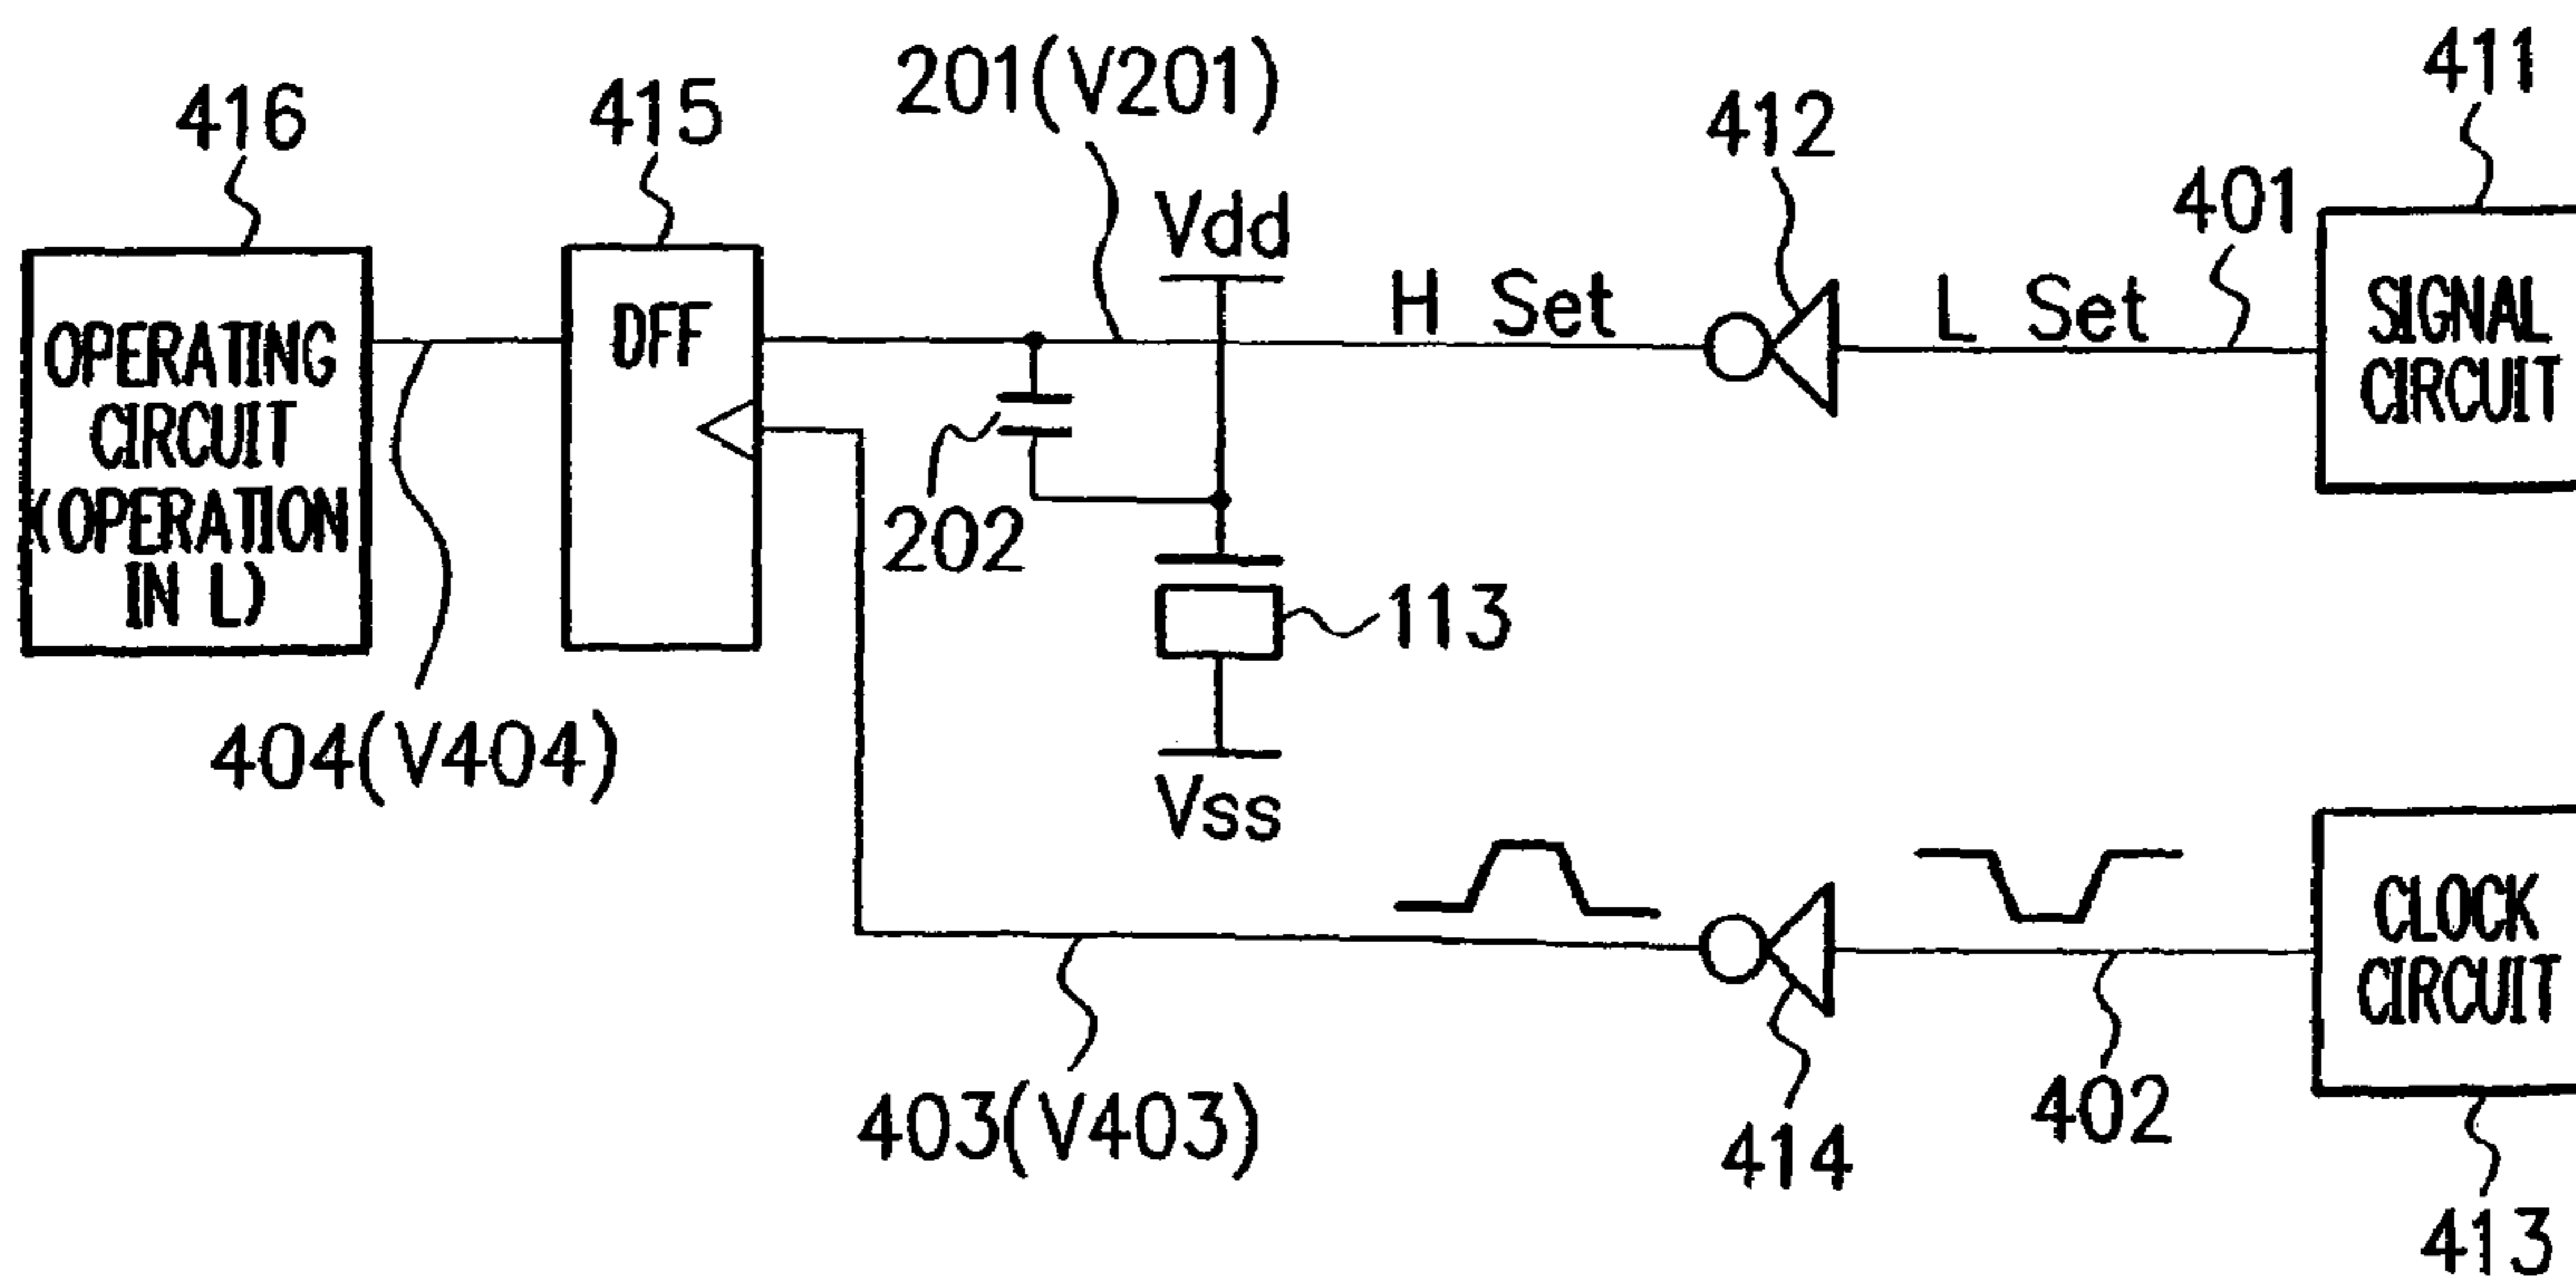 416
415
201(V201)
412
411
401
Vdd
H Set
L Set
OPERATING
CIRCUIT
(OPERATION
IN L)
DFF
SIGNAL
CIRCUIT
202
113
404(V404)
Vss
CLOCK
CIRCUIT
403(V403)
414
402
413